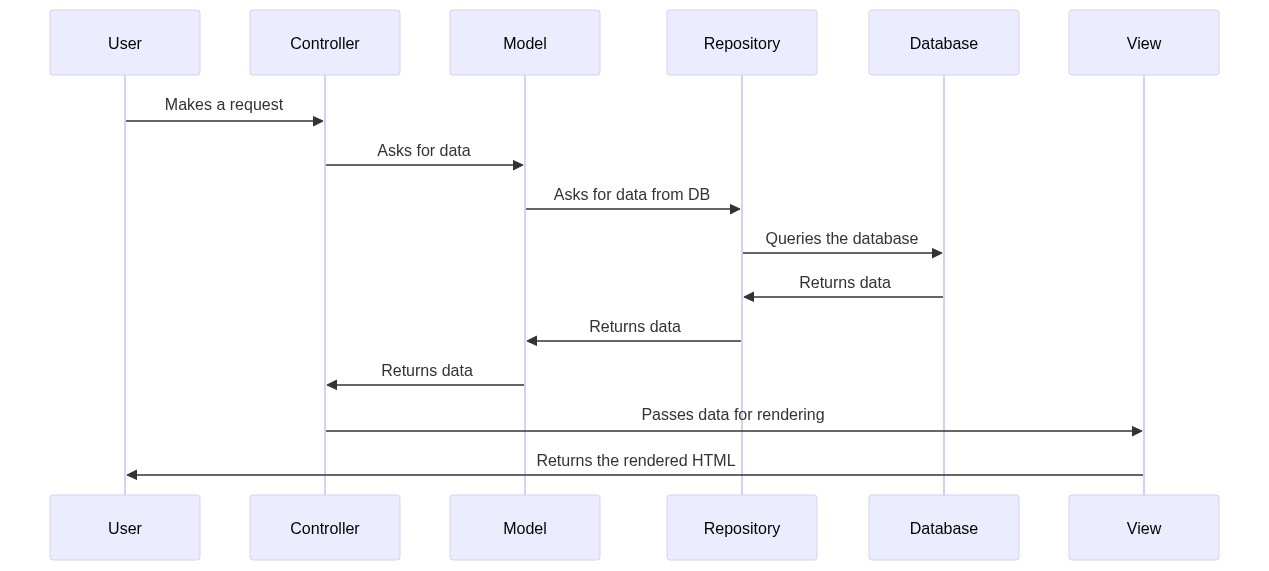 User
Controller
Model
Repository
Database
View
Makes a request
Asks for data
Asks for data from DB
Queries the database
Returns data
Returns data
Returns data
Passes data for rendering
Returns the rendered HTML
User
Controller
Model
Repository
Database
View